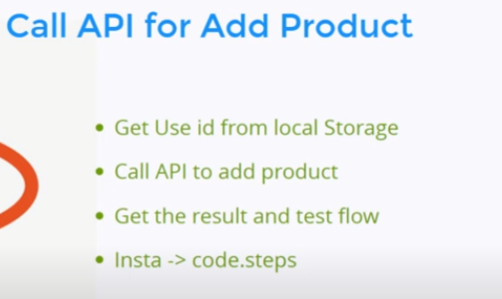 Call API for Add Product
• Get Use id from local Storage
• Call API to add product
• Get the result and test flow
• Insta -> code.steps